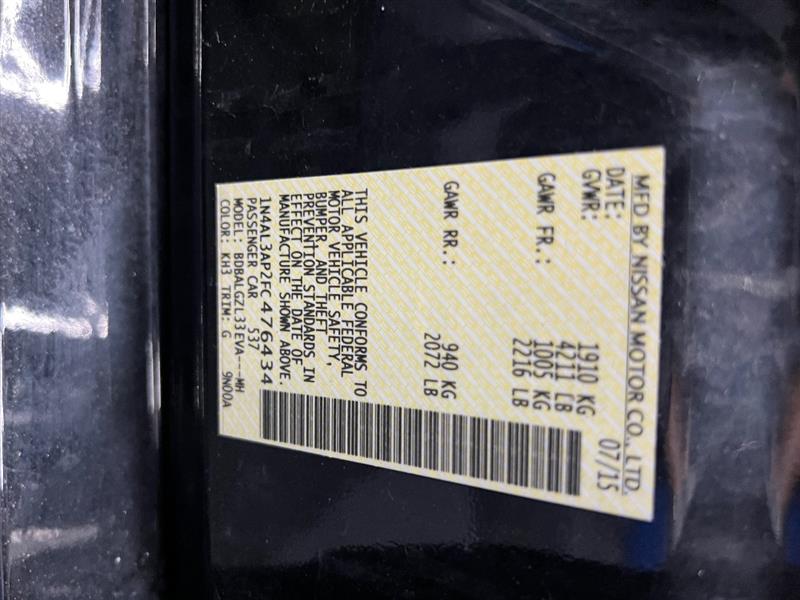 MFD BY NISSAN MOTOR CO., LTD.
DATE: 07/15
GVWR: 1910 KG
4211 LB
GAWR FR.: 1005 KG
2216 LB
GAWR RR.: 940 KG
2072 LB
THIS VEHICLE CONFORMS TO
ALL APPLICABLE FEDERAL
MOTOR VEHICLE SAFETY,
BUMPER, AND THEFT
PREVENTION STANDARDS IN
EFFECT ON THE DATE OF
MANUFACTURE SHOWN ABOVE.
1N4AL3AP2FC476434
PASSENGER CAR 537
MODEL: BDBALGZL33EVA---MH
COLOR: KH3 TRIM: G 9N00A